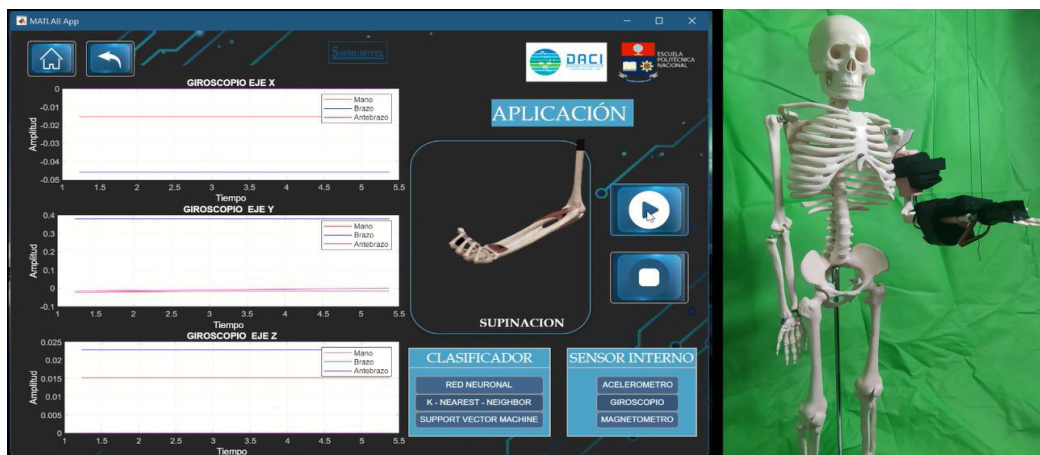 MATLAB App
SHIMUMOVEX
DACI
ESCUELA
POLITÉCNICA
NACIONAL
GIROSCOPIO EJE X
0
-0.01
-0.02
-0.03
-0.04
-0.05
Amplitud
Mano
Brazo
Antebrazo
1 1.5 2 2.5 3 3.5 4 4.5 5 5.5
Tiempo
GIROSCOPIO EJE Y
0.4
0.3
0.2
0.1
0
-0.1
Amplitud
Mano
Brazo
Antebrazo
1 1.5 2 2.5 3 3.5 4 4.5 5 5.5
Tiempo
GIROSCOPIO EJE Z
0.025
0.02
0.015
0.01
0.005
0
Amplitud
Mano
Brazo
Antebrazo
1 1.5 2 2.5 3 3.5 4 4.5 5 5.5
Tiempo
APLICACIÓN
SUPINACION
CLASIFICADOR
RED NEURONAL
K - NEAREST - NEIGHBOR
SUPPORT VECTOR MACHINE
SENSOR INTERNO
ACELEROMETRO
GIROSCOPIO
MAGNETOMETRO